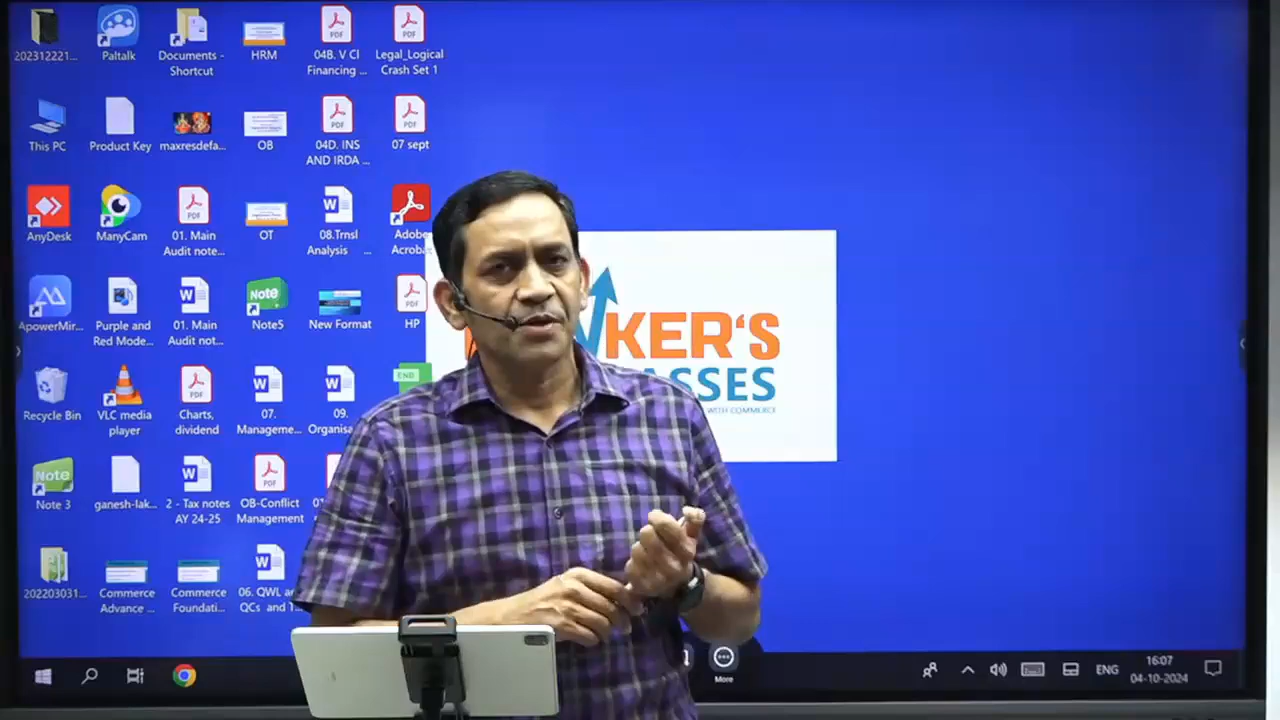 202312221...
Paltalk
Documents -
Shortcut
HRM
04B. V CI
Financing ...
Legal_Logical
Crash Set 1
This PC
Product Key
maxresdefa...
OB
04D. INS
AND IRDA ...
07 sept
AnyDesk
ManyCam
01. Main
Audit note...
OT
08.Trnsl
Analysis ...
Adobe
Acroba
ApowerMir...
Purple and
Red Mode...
01. Main
Audit not...
Note5
New Format
HP
KER'S
ASSES
WITH COMMERCE
Recycle Bin
VLC media
player
Charts,
dividend
07.
Manageme...
09.
Organisa
Note 3
ganesh-lak...
2 - Tax notes
AY 24-25
OB-Conflict
Management
202203031...
Commerce
Advance ...
Commerce
Foundati...
06. QWL an
QCs and T
More
ENG
16:07
04-10-2024